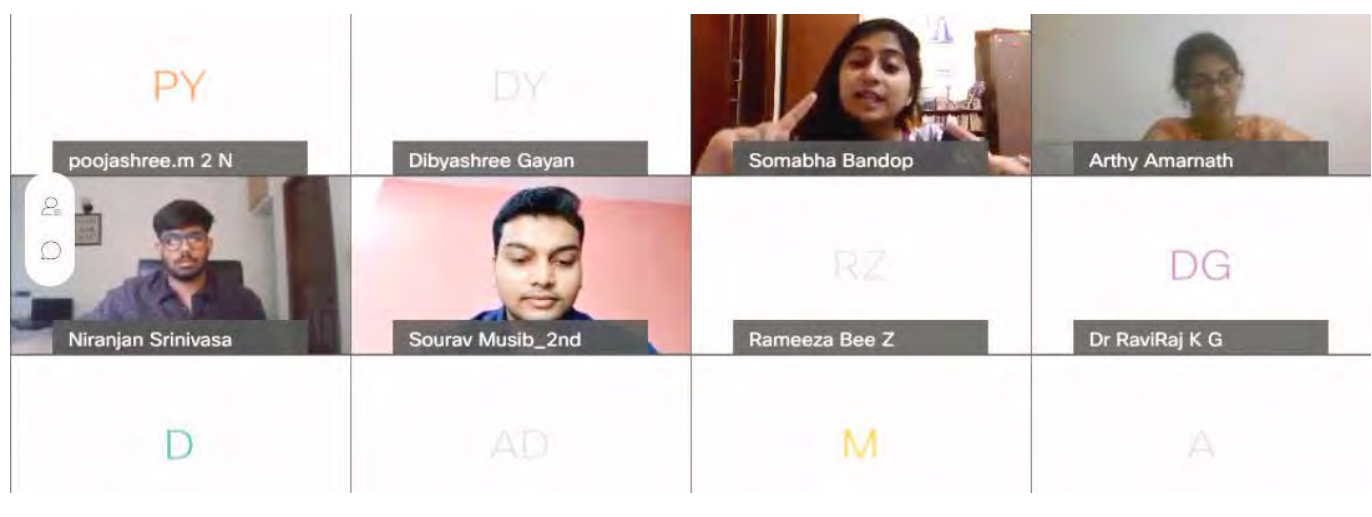 PY
DY
poojashree.m 2 N
Dibyashree Gayan
Somabha Bandop
Arthy Amarnath
RZ
DG
Niranjan Srinivasa
Sourav Musib_2nd
Rameeza Bee Z
Dr RaviRaj K G
D
AD
M
A